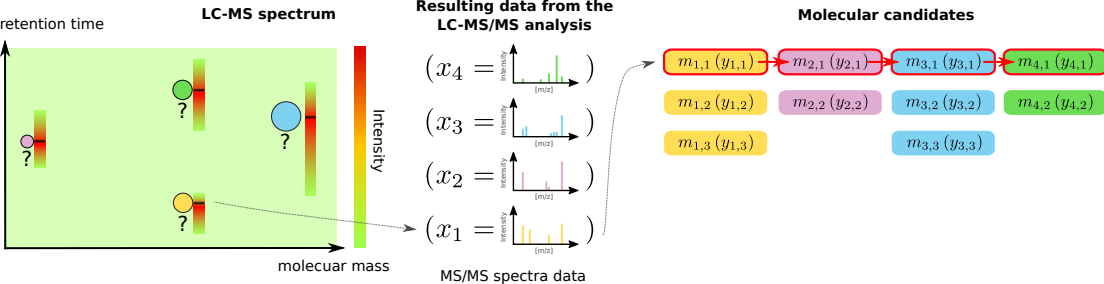 LC-MS spectrum
retention time
?
?
?
?
molecuar mass
Intensity
Resulting data from the
LC-MS/MS analysis
(x4 = )
Intensity
[m/z]
(x3 = )
Intensity
[m/z]
(x2 = )
Intensity
[m/z]
(x1 = )
Intensity
[m/z]
MS/MS spectra data
Molecular candidates
m1,1 (y1,1) m2,1 (y2,1) m3,1 (y3,1) m4,1 (y4,1)
m1,2 (y1,2) m2,2 (y2,2) m3,2 (y3,2) m4,2 (y4,2)
m1,3 (y1,3) m3,3 (y3,3)